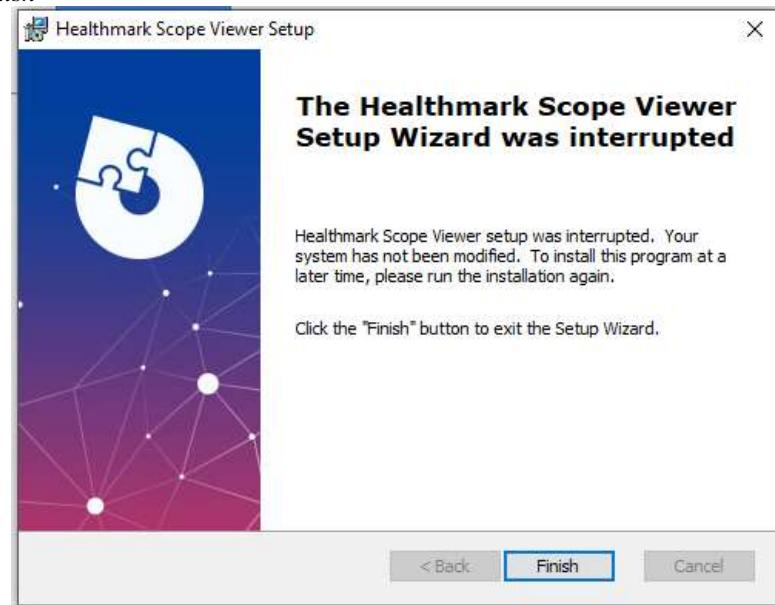 Healthmark Scope Viewer Setup
The Healthmark Scope Viewer
Setup Wizard was interrupted
Healthmark Scope Viewer setup was interrupted.  Your
system has not been modified.  To install this program at a
later time, please run the installation again.
Click the "Finish" button to exit the Setup Wizard.
< Back Finish Cancel